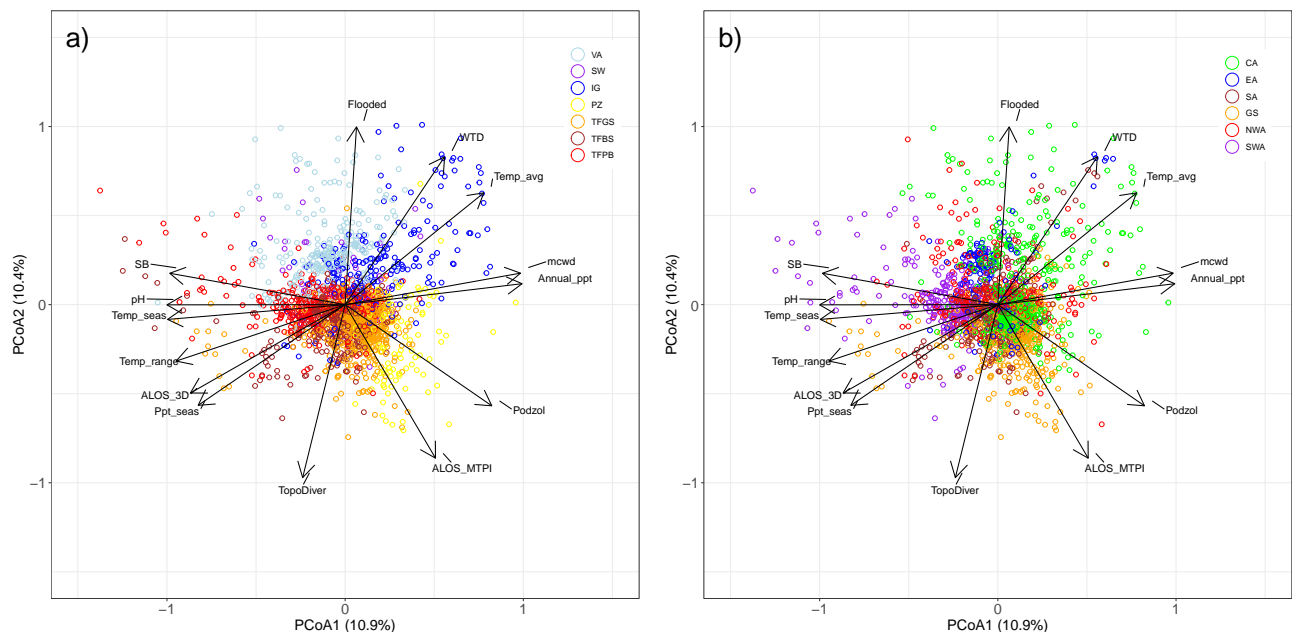 a)
VA
SW
IG
PZ
TFGS
TFBS
TFPB
Flooded
WTD
Temp_avg
mcwd
Annual_ppt
SB
pH
Temp_seas
Temp_range
ALOS_3D
Ppt_seas
Podzol
ALOS_MTPI
TopoDiver
1
0
−1
−1
0
1
PCoA2 (10.4%)
PCoA1 (10.9%)
b)
CA
EA
SA
GS
NWA
SWA
Flooded
WTD
Temp_avg
mcwd
Annual_ppt
SB
pH
Temp_seas
Temp_range
ALOS_3D
Ppt_seas
Podzol
ALOS_MTPI
TopoDiver
1
0
−1
−1
0
1
PCoA2 (10.4%)
PCoA1 (10.9%)